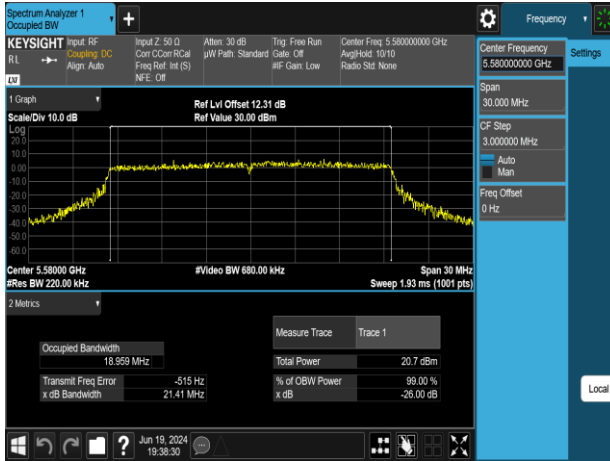 Spectrum Analyzer 1
Occupied BW
Frequency
KEYSIGHT
RL
Input: RF
Coupling: DC
Align: Auto
Input Z: 50 Ω
Corr CCorr RCal
Freq Ref: Int (S)
NFE: Off
Atten: 30 dB
µW Path: Standard
Trig: Free Run
Gate: Off
#IF Gain: Low
Center Freq: 5.580000000 GHz
Avg|Hold: 10/10
Radio Std: None
LXI
Center Frequency
5.580000000 GHz
Settings
Span
30.000 MHz
CF Step
3.000000 MHz
Auto
Man
Freq Offset
0 Hz
Local
1 Graph
Scale/Div 10.0 dB
Ref Lvl Offset 12.31 dB
Ref Value 30.00 dBm
Log
20.0
10.0
0.00
-10.0
-20.0
-30.0
-40.0
-50.0
-60.0
Center 5.58000 GHz
#Video BW 680.00 kHz
Span 30 MHz
#Res BW 220.00 kHz
Sweep 1.93 ms (1001 pts)
2 Metrics
Measure Trace
Trace 1
Occupied Bandwidth
18.959 MHz
Total Power
20.7 dBm
Transmit Freq Error
-515 Hz
% of OBW Power
99.00 %
x dB Bandwidth
21.41 MHz
x dB
-26.00 dB
Jun 19, 2024
19:38:30